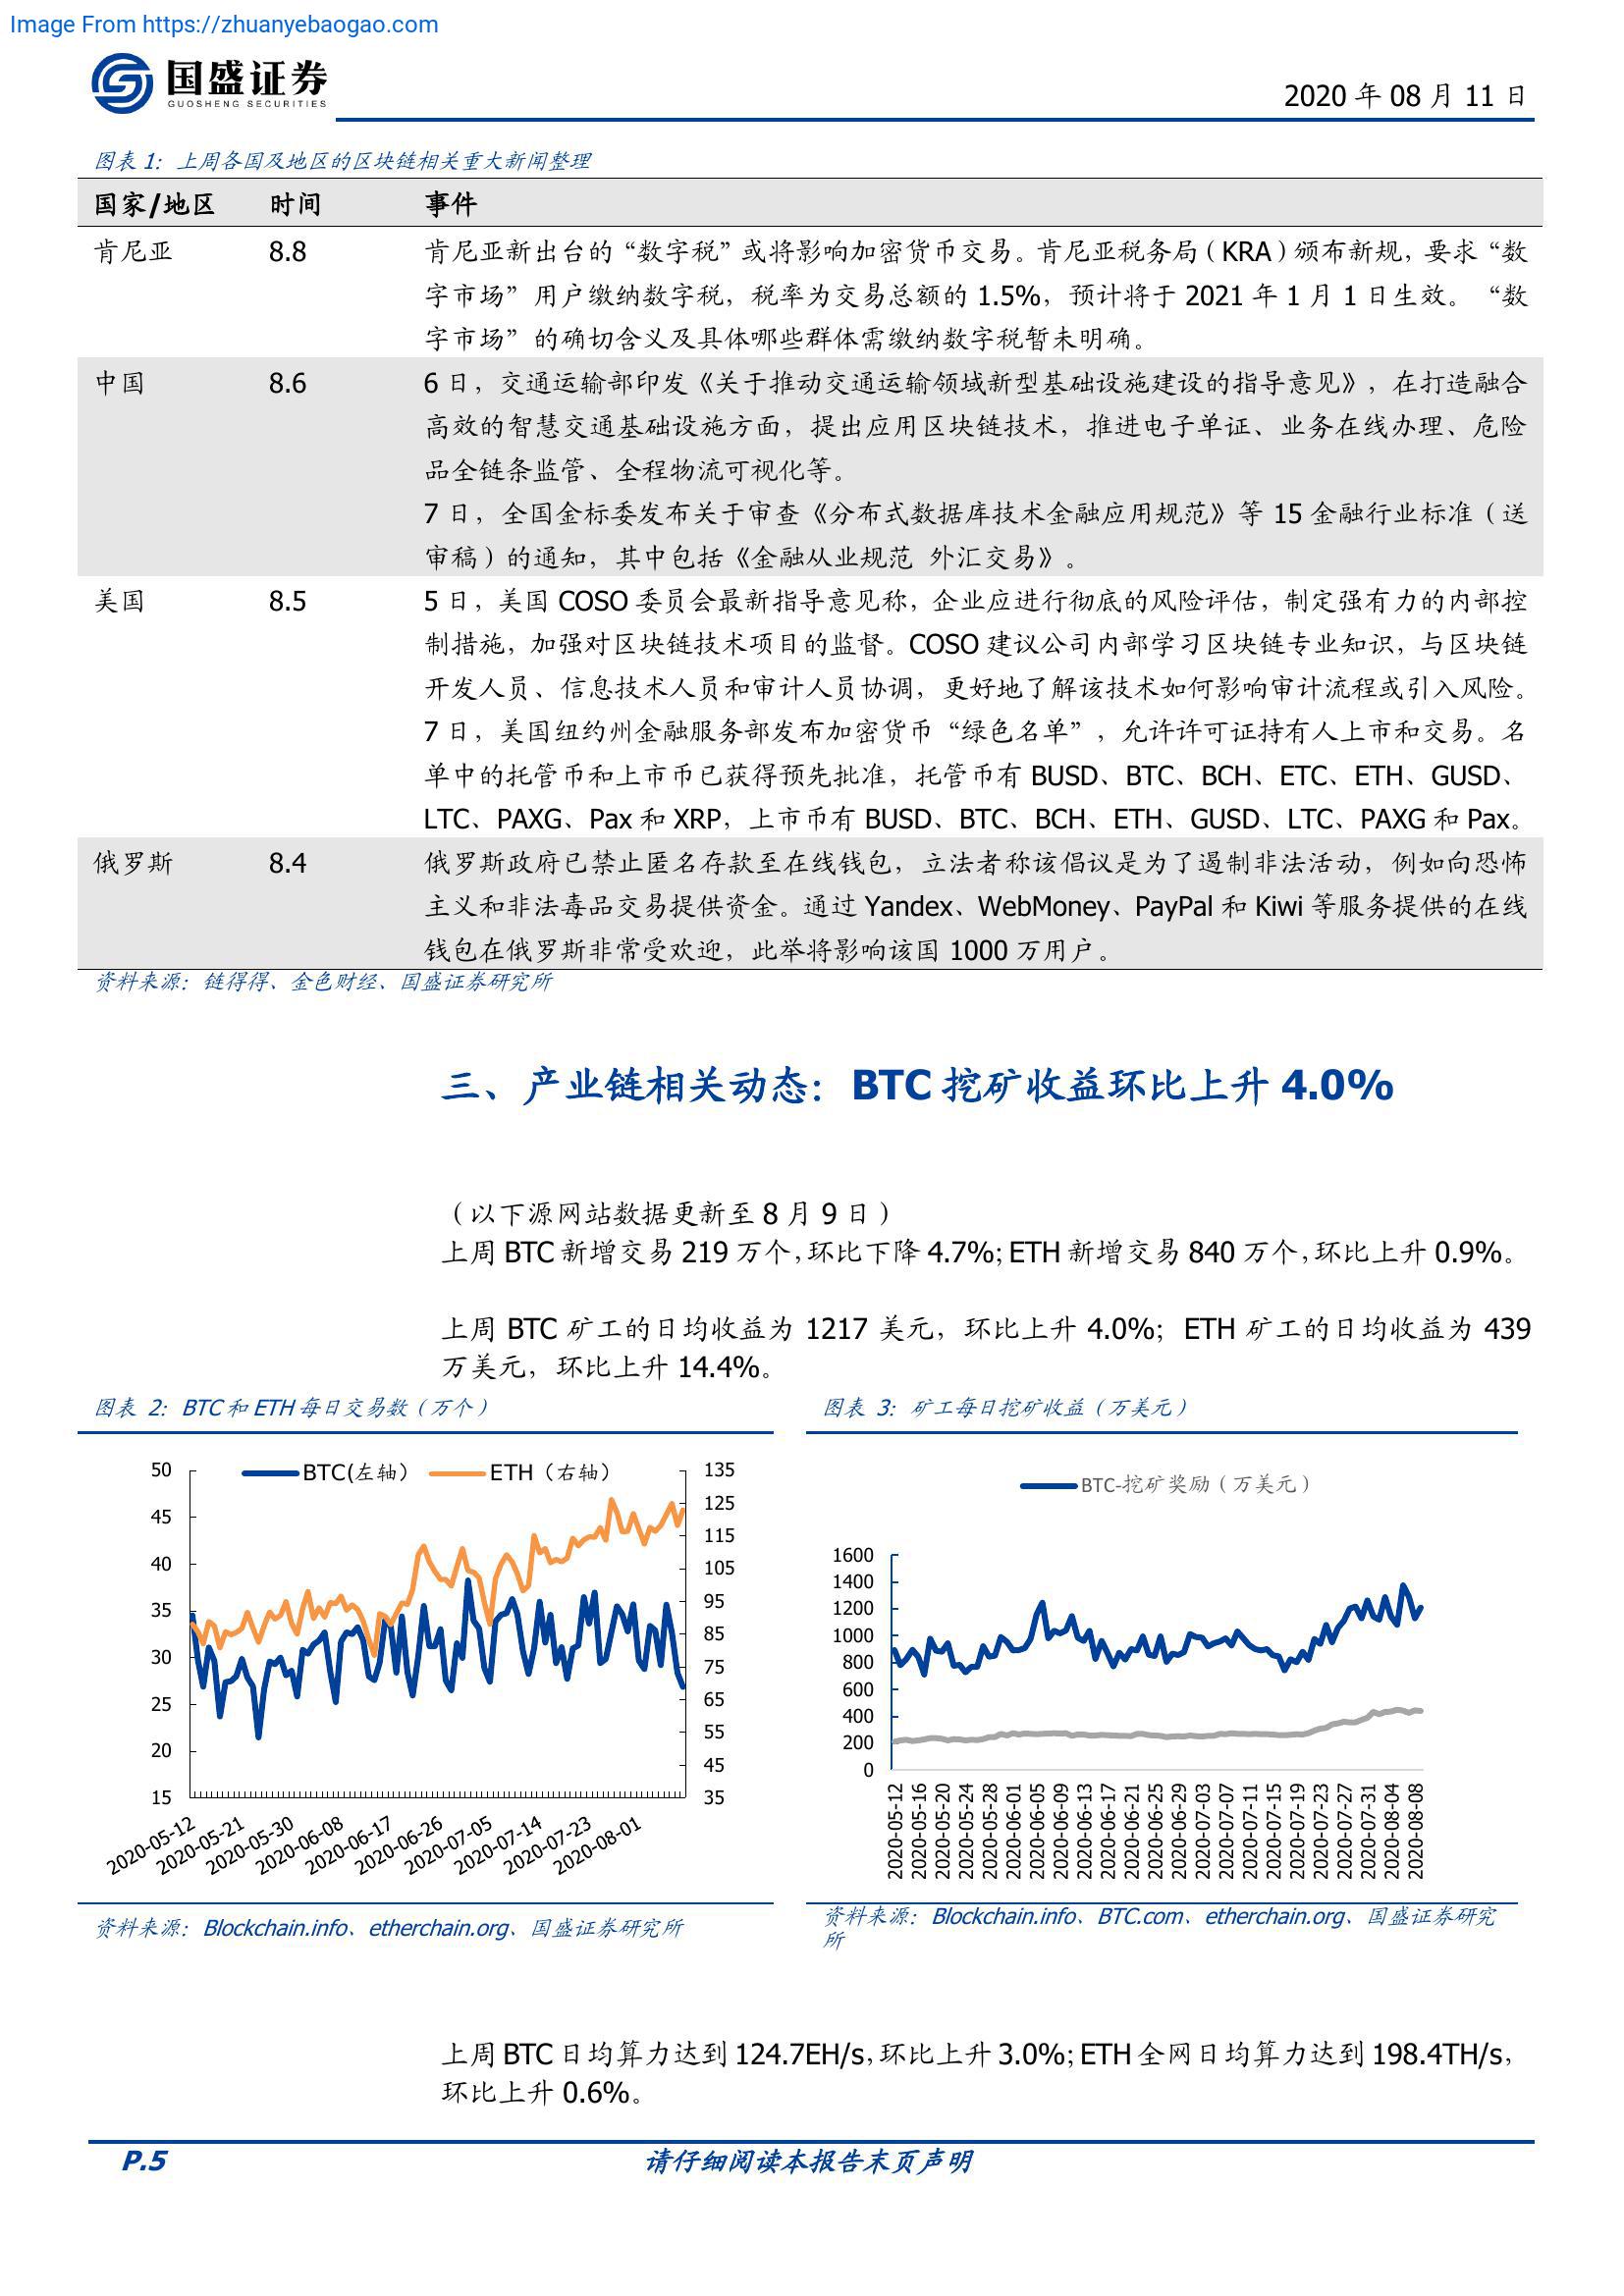 Image From https://zhuanyebaogao.com
国盛证券
GUOSHENG SECURITIES
2020 年 08 月 11 日
图表 1：上周各国及地区的区块链相关重大新闻整理
国家/地区 时间 事件
肯尼亚 8.8 肯尼亚新出台的“数字税”或将影响加密货币交易。肯尼亚税务局（KRA）颁布新规，要求“数
字市场”用户缴纳数字税，税率为交易总额的 1.5%，预计将于 2021 年 1 月 1 日生效。“数
字市场”的确切含义及具体哪些群体需缴纳数字税暂未明确。
中国 8.6 6 日，交通运输部印发《关于推动交通运输领域新型基础设施建设的指导意见》，在打造融合
高效的智慧交通基础设施方面，提出应用区块链技术，推进电子单证、业务在线办理、危险
品全链条监管、全程物流可视化等。
7 日，全国金标委发布关于审查《分布式数据库技术金融应用规范》等 15 金融行业标准（送
审稿）的通知，其中包括《金融从业规范 外汇交易》。
美国 8.5 5 日，美国 COSO 委员会最新指导意见称，企业应进行彻底的风险评估，制定强有力的内部控
制措施，加强对区块链技术项目的监督。COSO 建议公司内部学习区块链专业知识，与区块链
开发人员、信息技术人员和审计人员协调，更好地了解该技术如何影响审计流程或引入风险。
7 日，美国纽约州金融服务部发布加密货币“绿色名单”，允许许可证持有人上市和交易。名
单中的托管币和上市币已获得预先批准，托管币有 BUSD、BTC、BCH、ETC、ETH、GUSD、
LTC、PAXG、Pax 和 XRP，上市币有 BUSD、BTC、BCH、ETH、GUSD、LTC、PAXG 和 Pax。
俄罗斯 8.4 俄罗斯政府已禁止匿名存款至在线钱包，立法者称该倡议是为了遏制非法活动，例如向恐怖
主义和非法毒品交易提供资金。通过 Yandex、WebMoney、PayPal 和 Kiwi 等服务提供的在线
钱包在俄罗斯非常受欢迎，此举将影响该国 1000 万用户。
资料来源：链得得、金色财经、国盛证券研究所
三、产业链相关动态：BTC 挖矿收益环比上升 4.0%
（以下源网站数据更新至 8 月 9 日）
上周 BTC 新增交易 219 万个，环比下降 4.7%；ETH 新增交易 840 万个，环比上升 0.9%。
上周 BTC 矿工的日均收益为 1217 美元，环比上升 4.0%；ETH 矿工的日均收益为 439
万美元，环比上升 14.4%。
图表 2：BTC 和 ETH 每日交易数（万个）
BTC(左轴） ETH（右轴）
50
45
40
35
30
25
20
15
135
125
115
105
95
85
75
65
55
45
35
2020-05-12
2020-05-21
2020-05-30
2020-06-08
2020-06-17
2020-06-26
2020-07-05
2020-07-14
2020-07-23
2020-08-01
资料来源：Blockchain.info、etherchain.org、国盛证券研究所
图表 3：矿工每日挖矿收益（万美元）
BTC-挖矿奖励（万美元）
1600
1400
1200
1000
800
600
400
200
0
2020-05-12
2020-05-16
2020-05-20
2020-05-24
2020-05-28
2020-06-01
2020-06-05
2020-06-09
2020-06-13
2020-06-17
2020-06-21
2020-06-25
2020-06-29
2020-07-03
2020-07-07
2020-07-11
2020-07-15
2020-07-19
2020-07-23
2020-07-27
2020-07-31
2020-08-04
2020-08-08
资料来源：Blockchain.info、BTC.com、etherchain.org、国盛证券研究
所
上周 BTC 日均算力达到 124.7EH/s，环比上升 3.0%；ETH 全网日均算力达到 198.4TH/s，
环比上升 0.6%。
P.5
请仔细阅读本报告末页声明